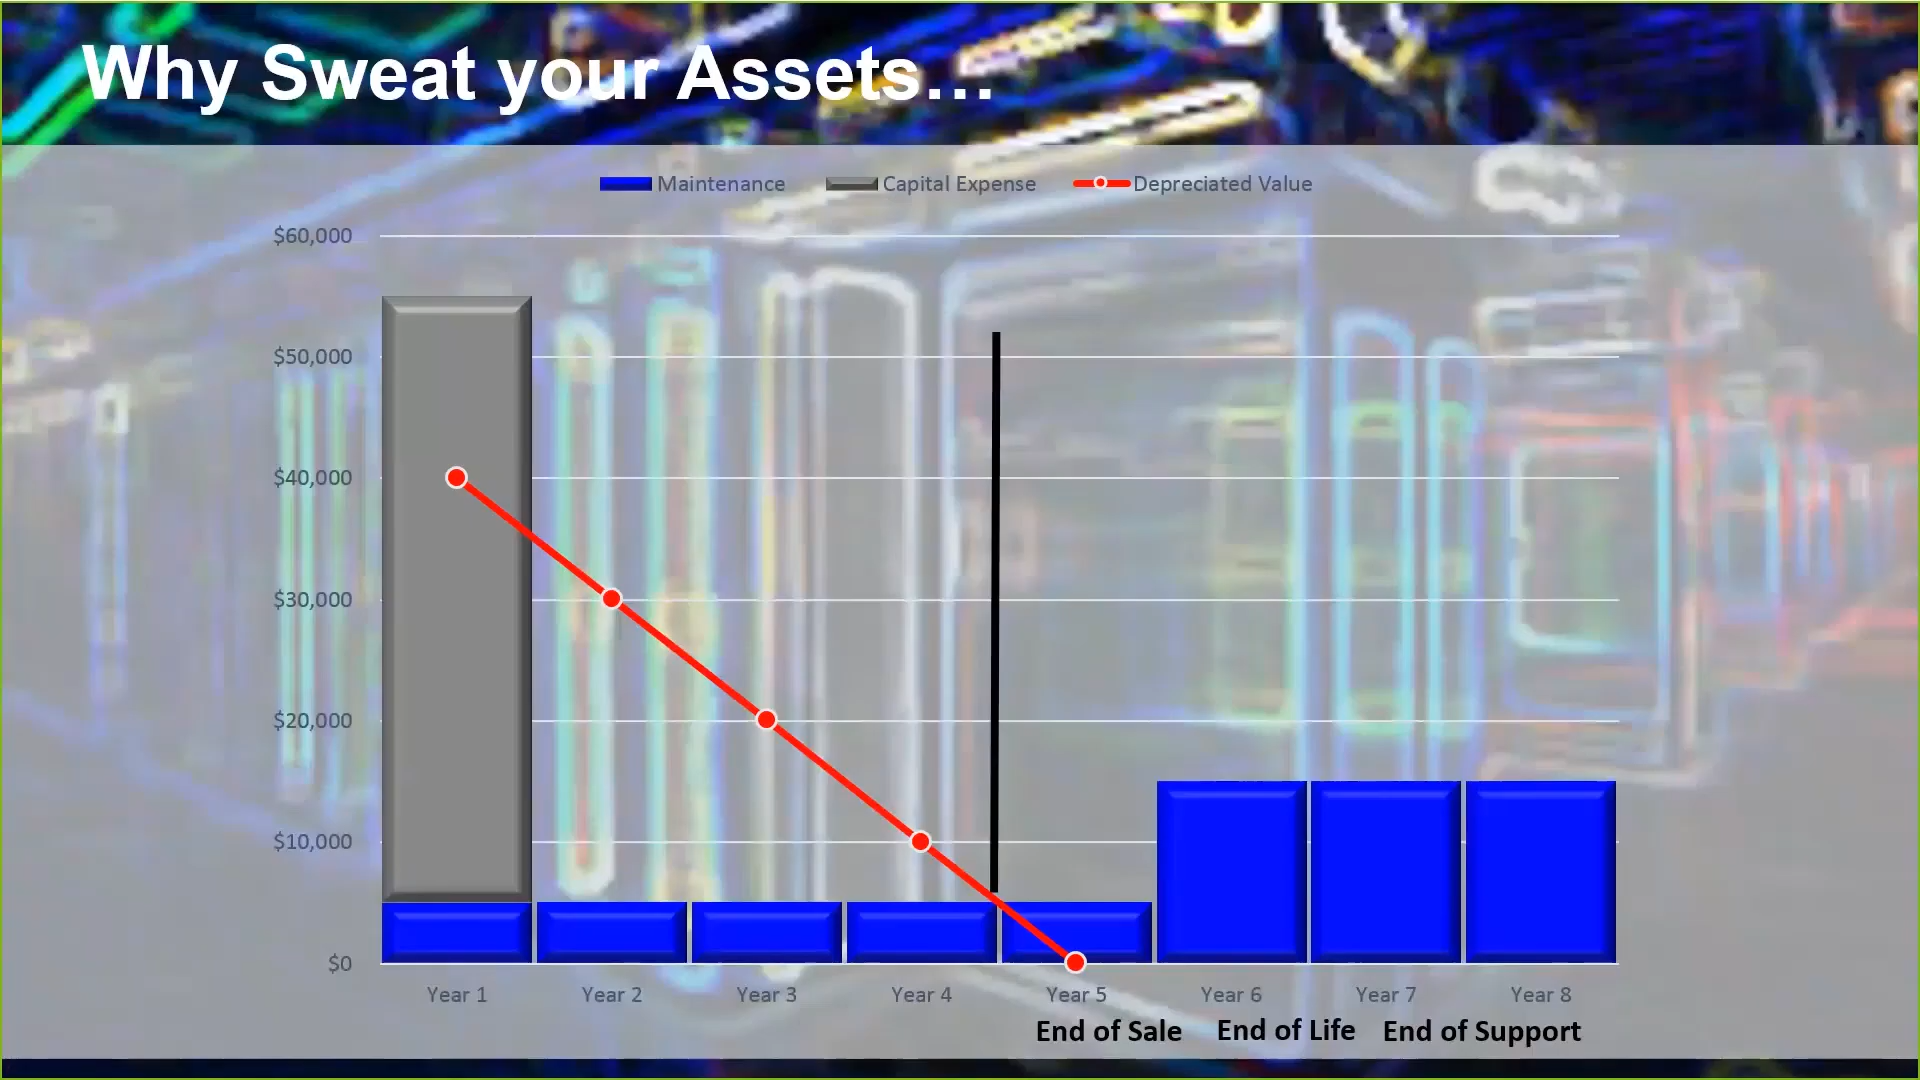 Why Sweat your Assets…
Maintenance Capital Expense Depreciated Value
$60,000
$50,000
$40,000
$30,000
$20,000
$10,000
$0
Year 1 Year 2 Year 3 Year 4 Year 5 Year 6 Year 7 Year 8
End of Sale End of Life End of Support